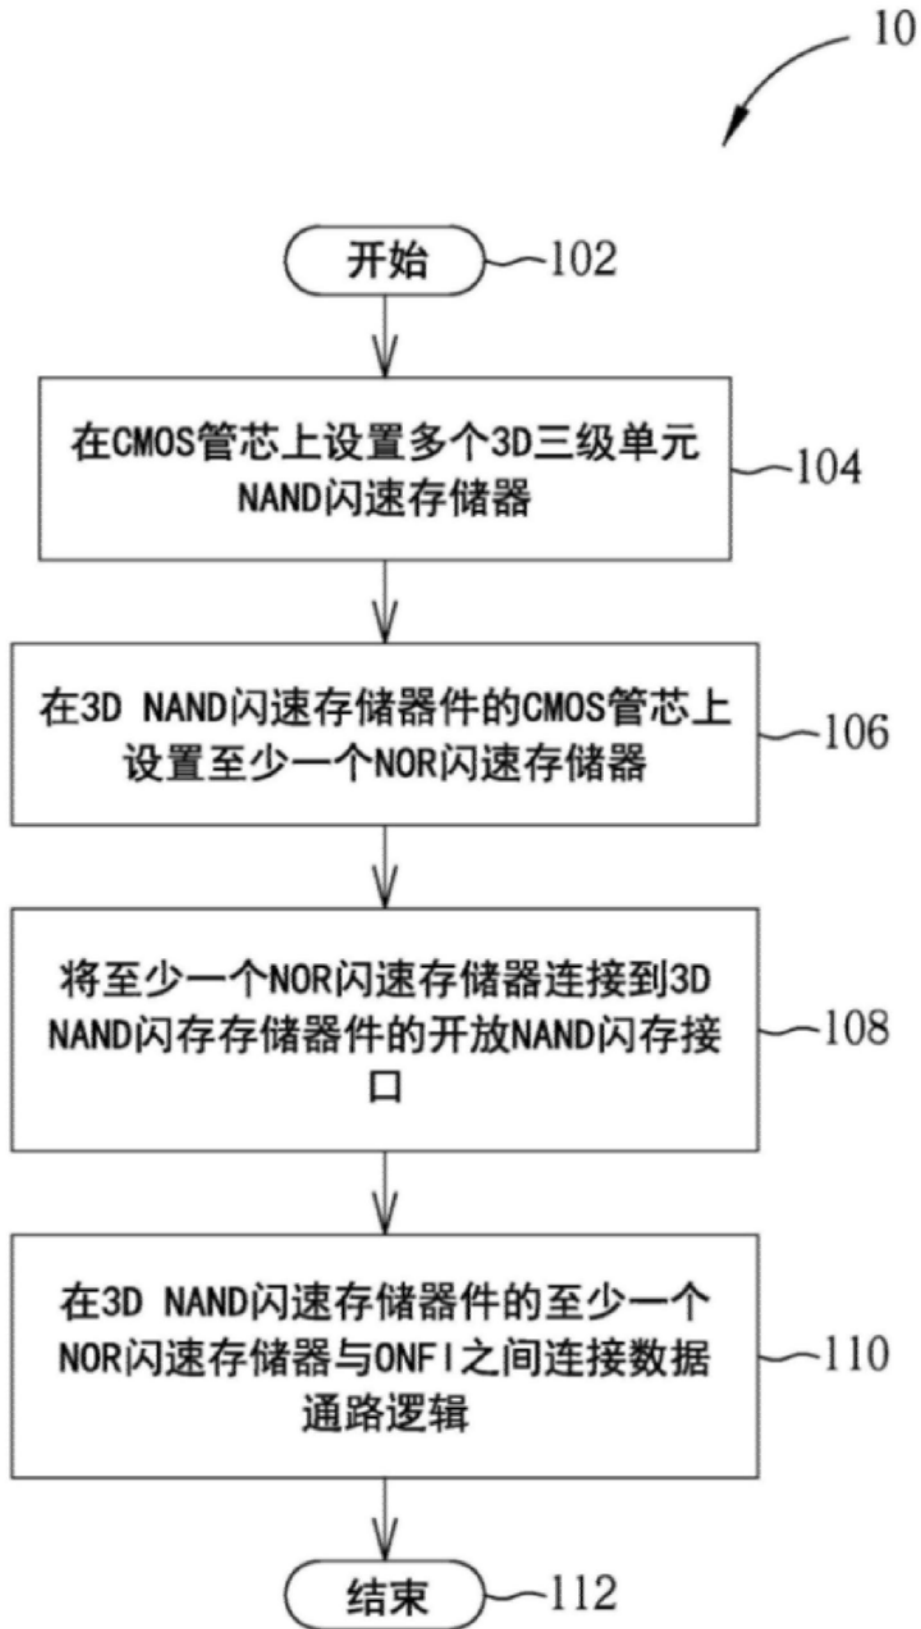 10
开始
102
在CMOS管芯上设置多个3D三级单元
NAND闪速存储器
104
在3D NAND闪速存储器件的CMOS管芯上
设置至少一个NOR闪速存储器
106
将至少一个NOR闪速存储器连接到3D
NAND闪存存储器件的开放NAND闪存接
口
108
在3D NAND闪速存储器件的至少一个
NOR闪速存储器与ONFI之间连接数据
通路逻辑
110
结束
112